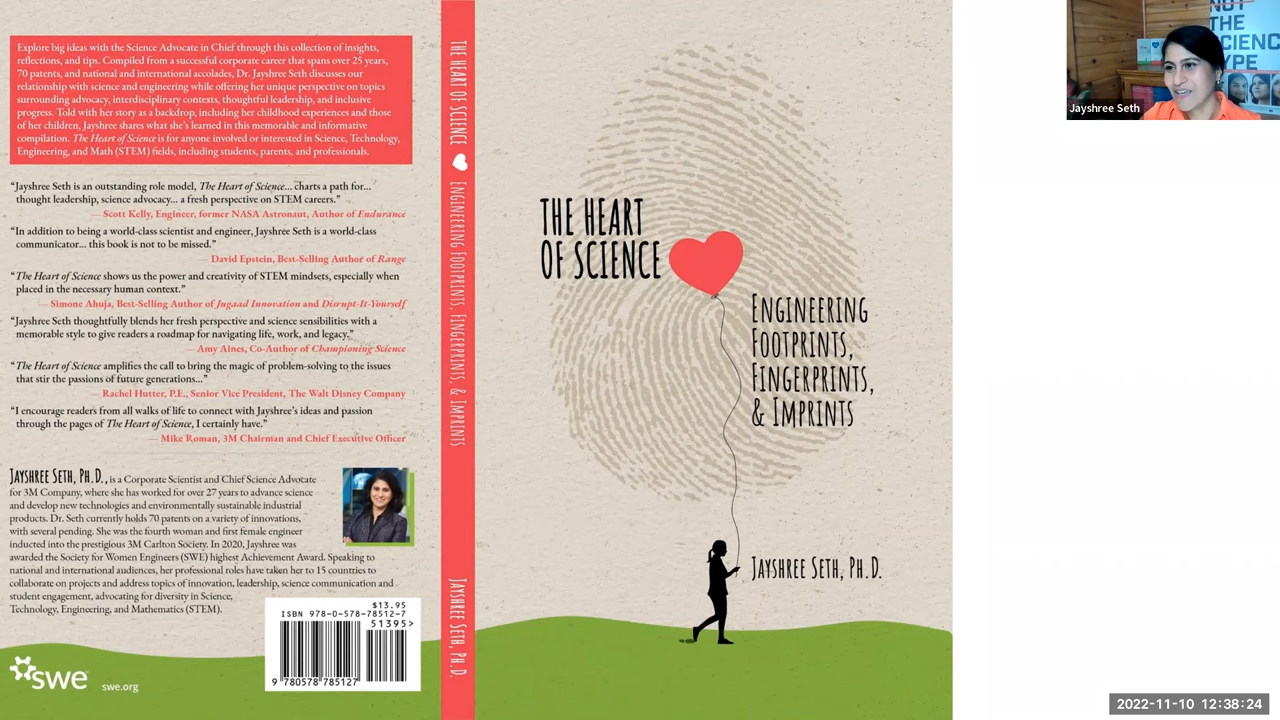 Explore big ideas with the Science Advocate in Chief through this collection of insights,
reflections, and tips. Compiled from a successful corporate career that spans over 25 years,
70 patents, and national and international accolades, Dr. Jayshree Seth discusses our
relationship with science and engineering while offering her unique perspective on topics
surrounding advocacy, interdisciplinary contexts, thoughtful leadership, and inclusive
progress. Told with her story as a backdrop, including her childhood experiences and those
of her children, Jayshree shares what she’s learned in this memorable and informative
compilation. The Heart of Science is for anyone involved or interested in Science, Technology,
Engineering, and Math (STEM) fields, including students, parents, and professionals.
“Jayshree Seth is an outstanding role model, The Heart of Science... charts a path for...
thought leadership, science advocacy... a fresh perspective on STEM careers.”
— Scott Kelly, Engineer, former NASA Astronaut, Author of Endurance
“In addition to being a world-class scientist and engineer, Jayshree Seth is a world-class
communicator... this book is not to be missed.”
David Epstein, Best-Selling Author of Range
“The Heart of Science shows us the power and creativity of STEM mindsets, especially when
placed in the necessary human context.”
— Simone Ahuja, Best-Selling Author of Jugaad Innovation and Disrupt-It-Yourself
“Jayshree Seth thoughtfully blends her fresh perspective and science sensibilities with a
memorable style to give readers a roadmap for navigating life, work, and legacy.”
Amy Aines, Co-Author of Championing Science
“The Heart of Science amplifies the call to bring the magic of problem-solving to the issues
that stir the passions of future generations...”
— Rachel Hutter, P.E., Senior Vice President, The Walt Disney Company
“I encourage readers from all walks of life to connect with Jayshree’s ideas and passion
through the pages of The Heart of Science, I certainly have.”
— Mike Roman, 3M Chairman and Chief Executive Officer
JAYSHREE SETH, PH.D., is a Corporate Scientist and Chief Science Advocate
for 3M Company, where she has worked for over 27 years to advance science
and develop new technologies and environmentally sustainable industrial
products. Dr. Seth currently holds 70 patents on a variety of innovations,
with several pending. She was the fourth woman and first female engineer
inducted into the prestigious 3M Carlton Society. In 2020, Jayshree was
awarded the Society for Women Engineers (SWE) highest Achievement Award. Speaking to
national and international audiences, her professional roles have taken her to 15 countries to
collaborate on projects and address topics of innovation, leadership, science communication and
student engagement, advocating for diversity in Science,
Technology, Engineering, and Mathematics (STEM).
$13.95
ISBN 978-0-578-78512-7
51395>
9 780578 785127
swe
swe.org
THE HEART OF SCIENCE
ENGINEERING FOOTPRINTS, FINGERPRINTS, & IMPRINTS
JAYSHREE SETH, PH.D.
THE HEART
OF SCIENCE
ENGINEERING
FOOTPRINTS,
FINGERPRINTS,
& IMPRINTS
JAYSHREE SETH, PH.D.
NOT
THE
SCIENC
YPE
Jayshree Seth
2022-11-10 12:38:24